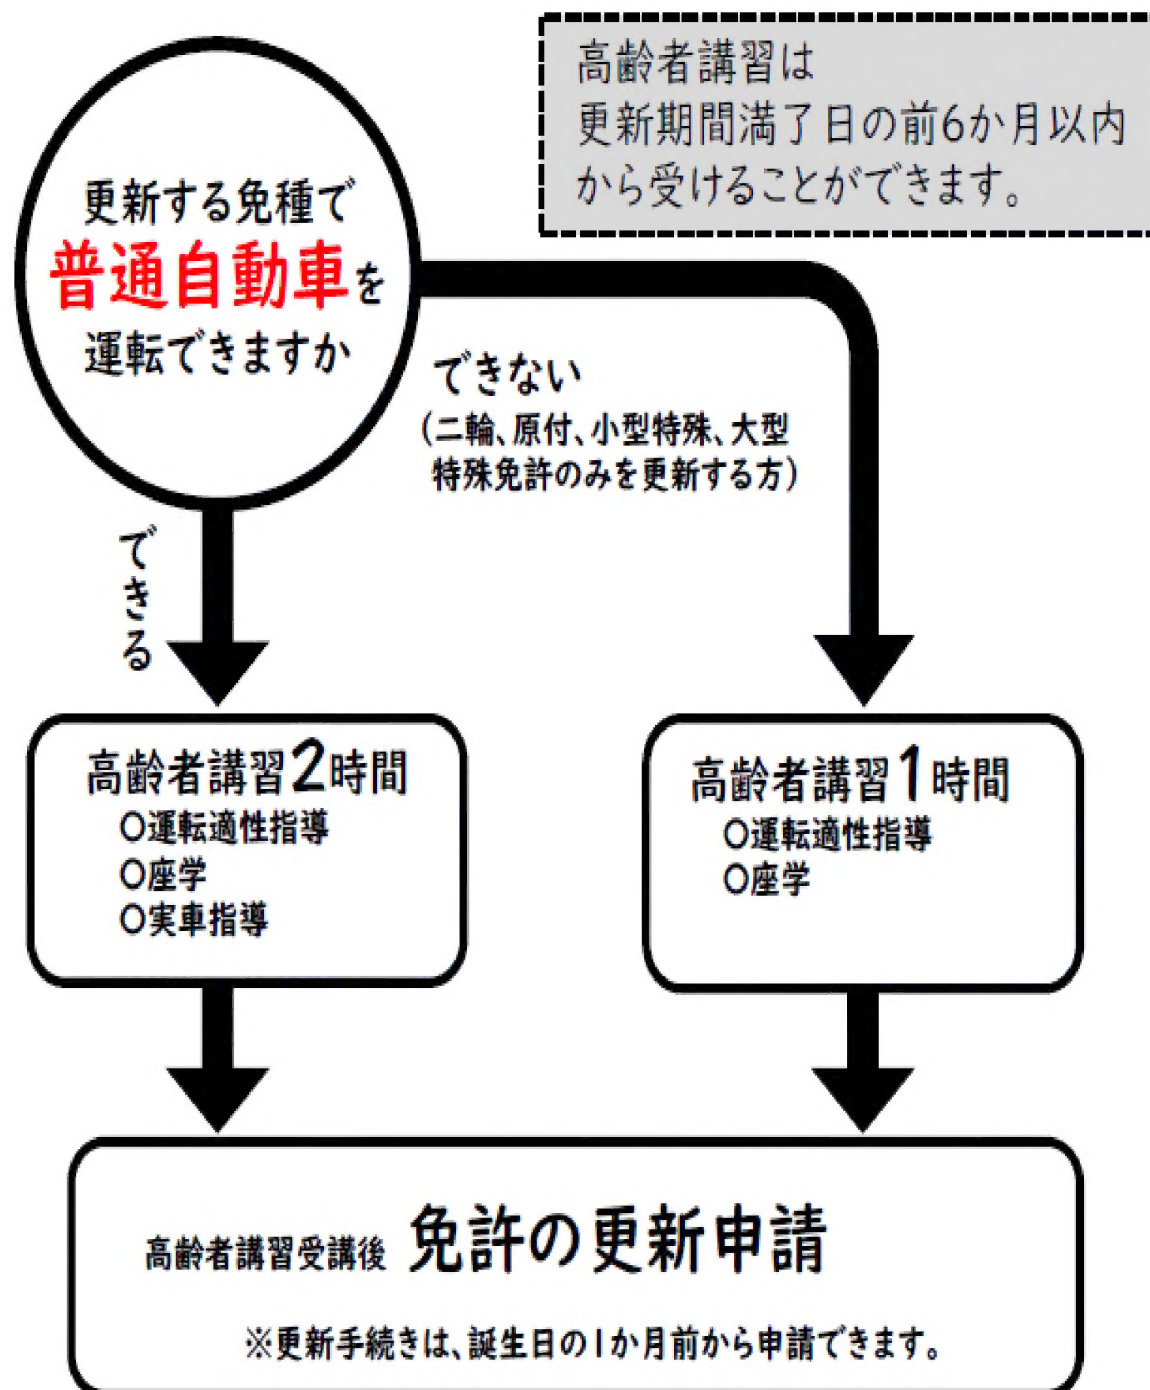 高齢者講習は
更新期間満了日の前6か月以内
から受けることができます。
更新する免種で
普通自動車を
運転できますか
できない
(二輪、原付、小型特殊、大型
特殊免許のみを更新する方)
できる
高齢者講習2時間
○運転適性指導
○座学
○実車指導
高齢者講習1時間
○運転適性指導
○座学
高齢者講習受講後 免許の更新申請
※更新手続きは、誕生日の1か月前から申請できます。